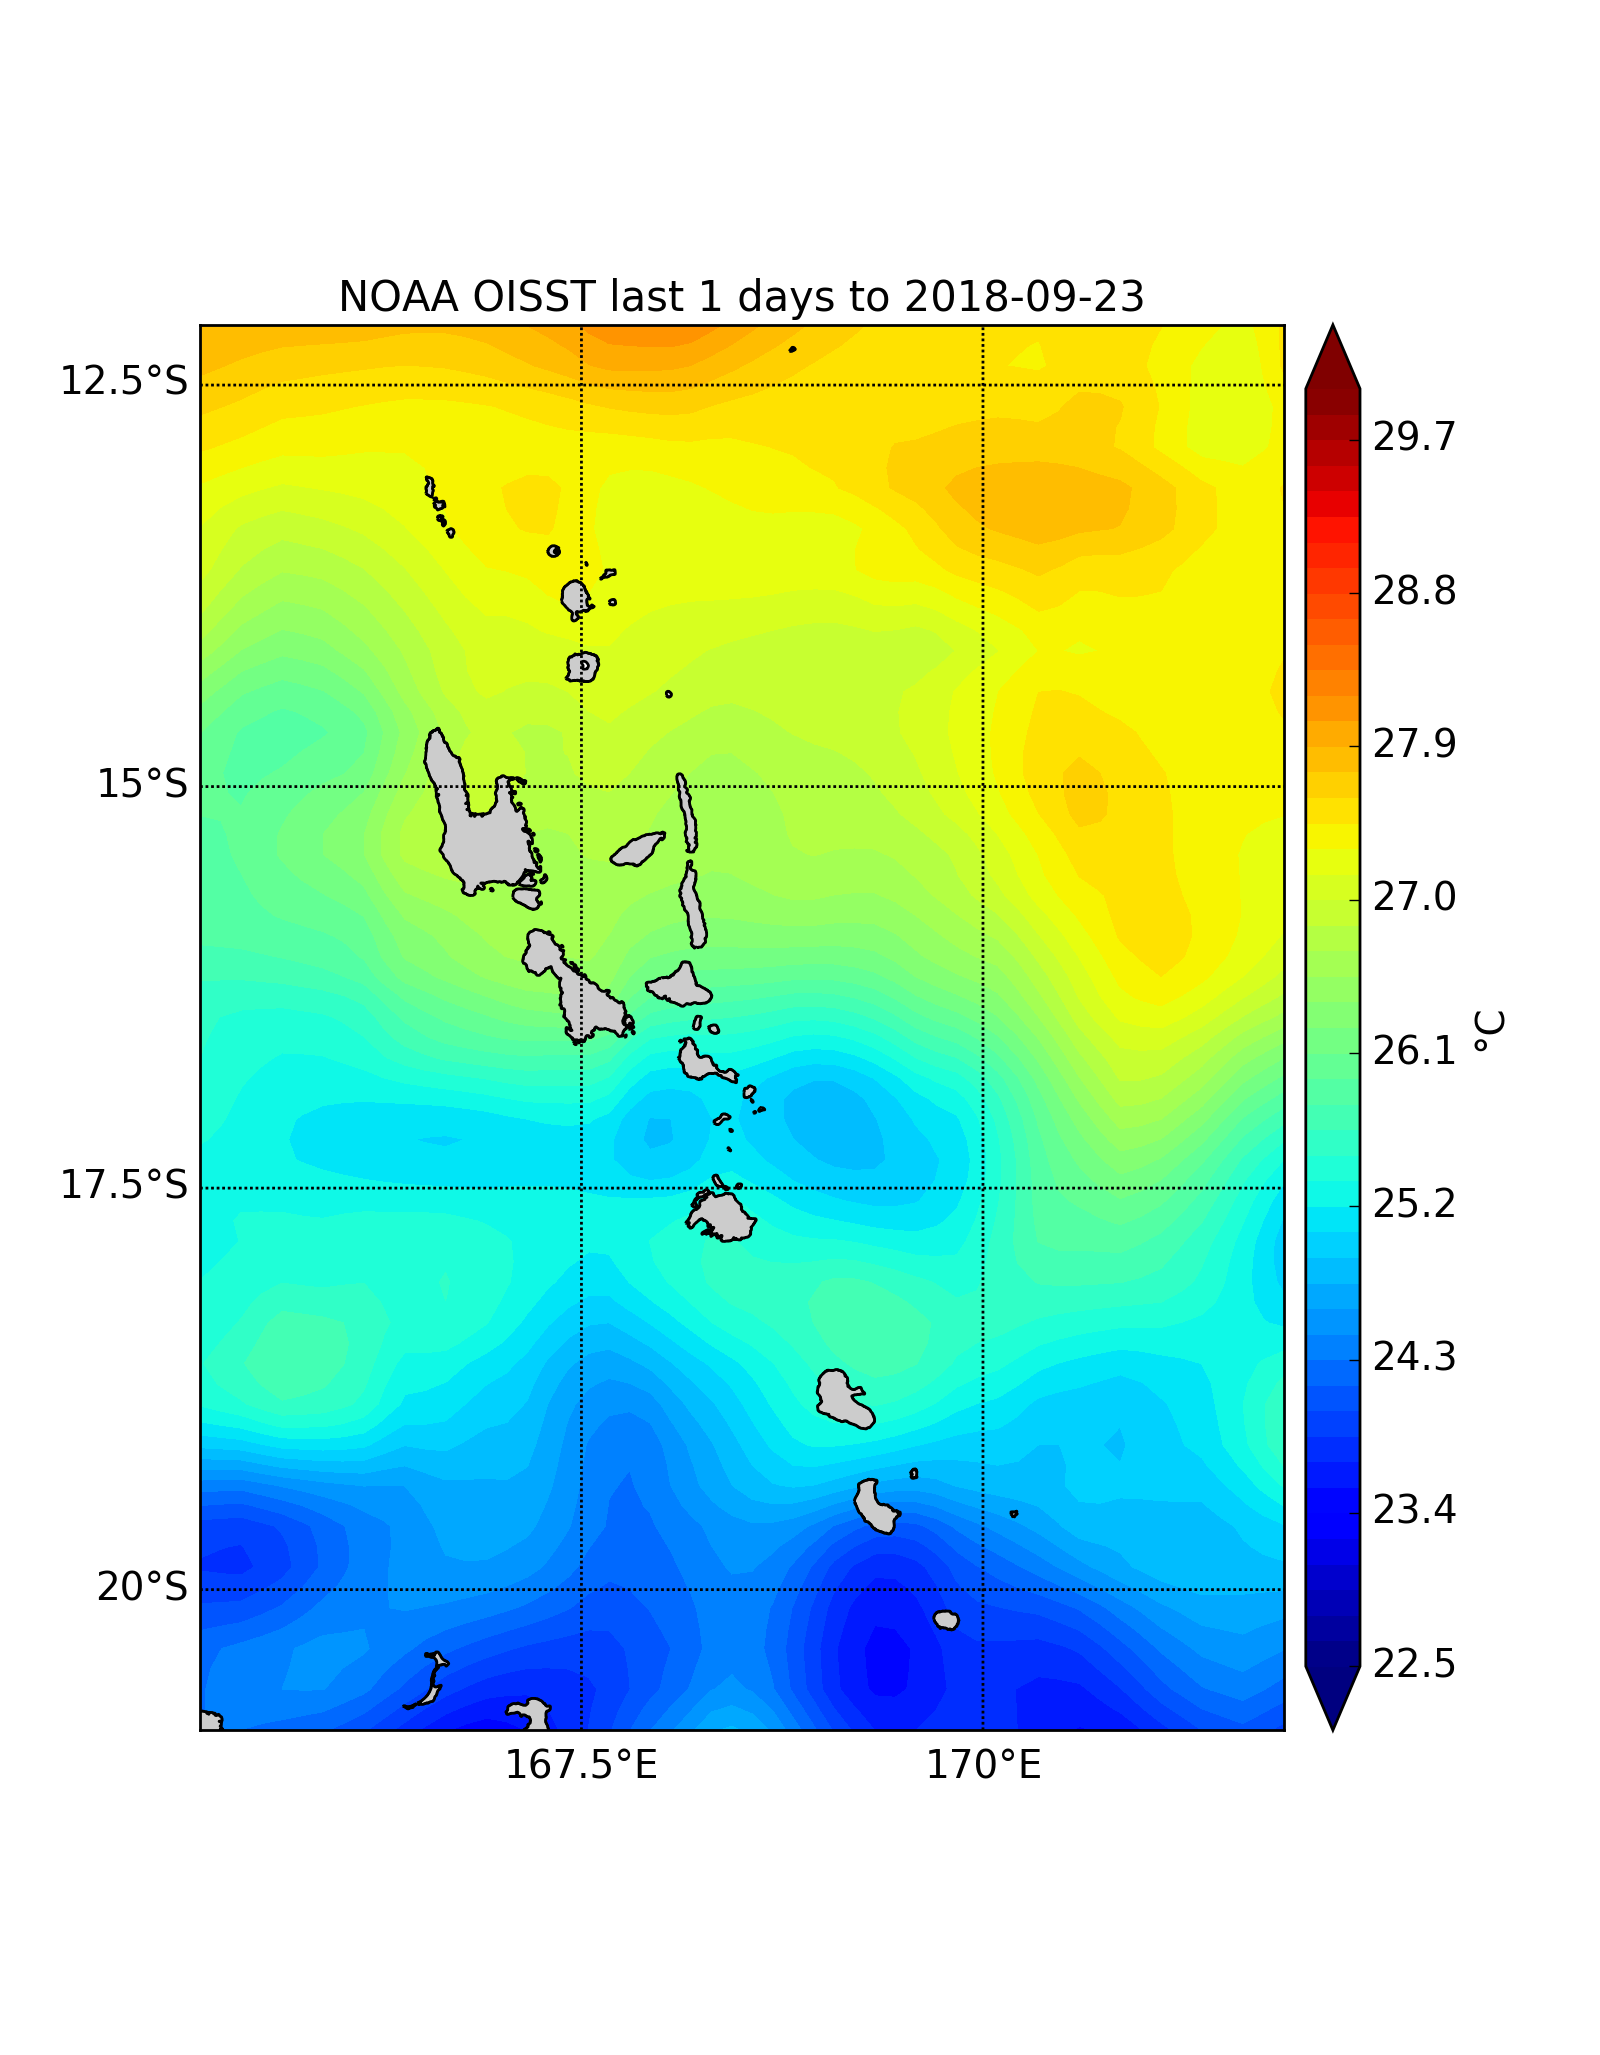 NOAA OISST last 1 days to 2018-09-23
12.5°S
15°S
17.5°S
20°S
167.5°E
170°E
29.7
28.8
27.9
27.0
26.1
25.2
24.3
23.4
22.5
°C